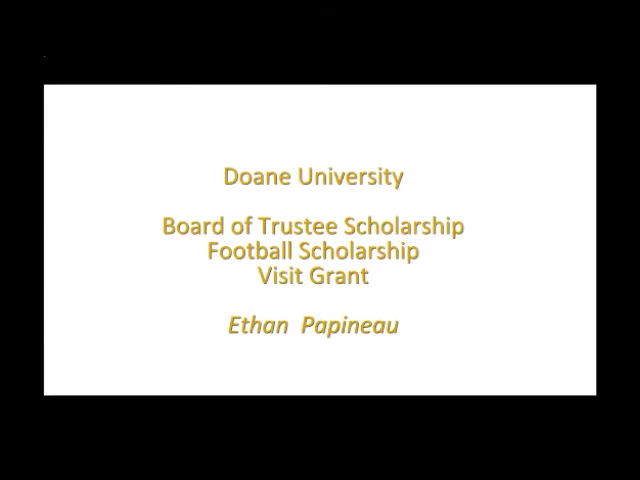 Doane University
Board of Trustee Scholarship
Football Scholarship
Visit Grant
Ethan Papineau